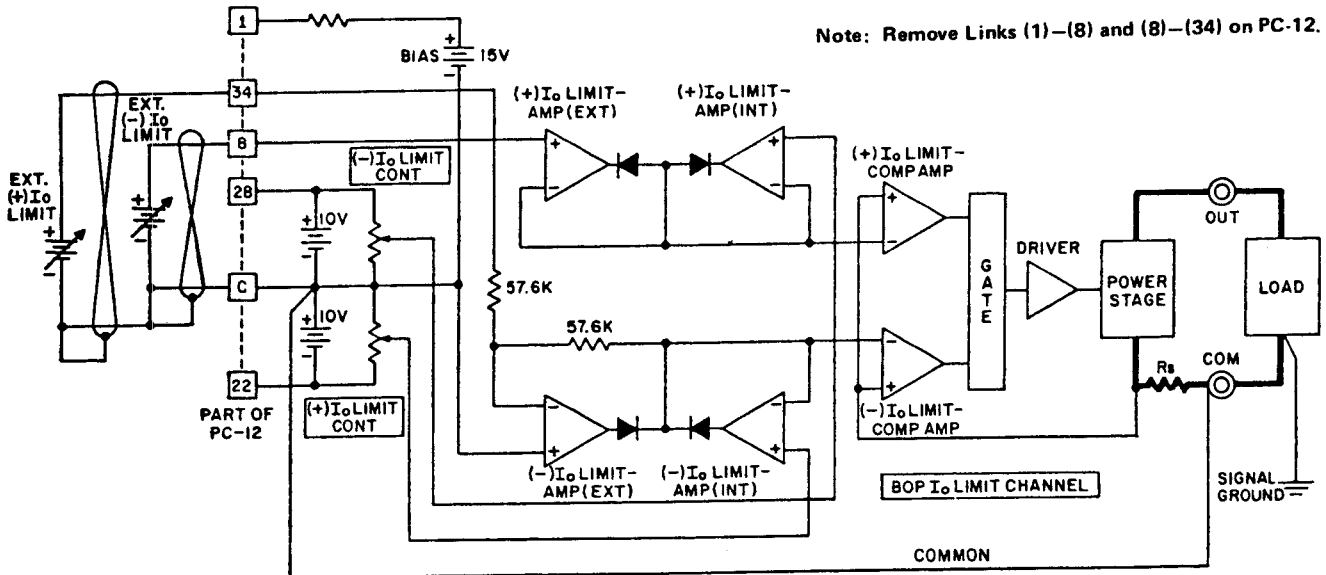 1
Note: Remove Links (1)–(8) and (8)–(34) on PC-12.
BIAS
+
15V
–
34
EXT.
(–)Io
LIMIT
8
EXT.
(+)Io
LIMIT
+
–
+
–
28
(–)Io LIMIT
CONT
+
10V
–
C
+
10V
–
22
PART OF
PC-12
(+)Io LIMIT
CONT
(+)Io LIMIT–
AMP (EXT)
(+)Io LIMIT–
AMP (INT)
+
–
+
–
57.6K
57.6K
–
+
–
+
(–)Io LIMIT–
AMP (EXT)
(–)Io LIMIT–
AMP (INT)
(+)Io LIMIT–
COMP AMP
+
–
–
+
(–)Io LIMIT–
COMP AMP
GATE
DRIVER
POWER
STAGE
OUT
LOAD
Rs
COM
BOP Io LIMIT CHANNEL
SIGNAL
GROUND
COMMON